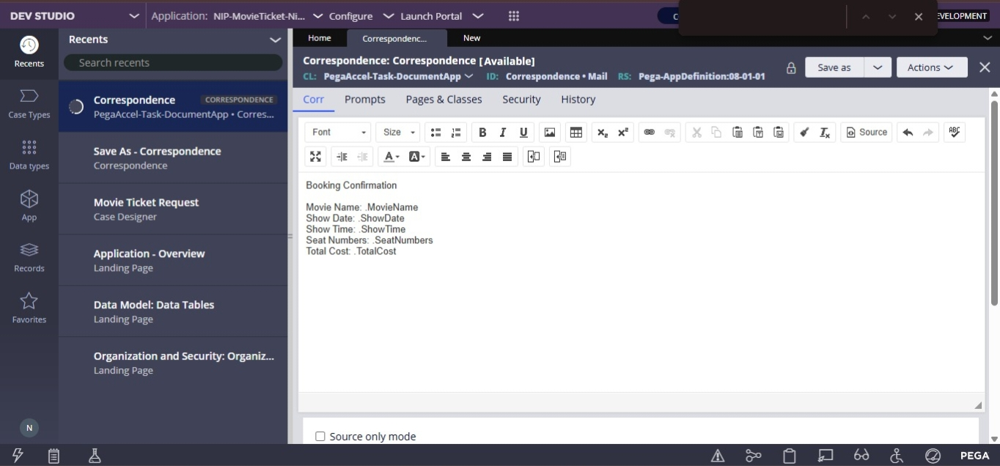 DEV STUDIO
Application: NIP-MovieTicket-Ni...
Configure
Launch Portal
EVELOPMENT
Recents
Case Types
Data types
App
Records
Favorites
N
Recents
Search recents
Correspondence
CORRESPONDENCE
PegaAccel-Task-DocumentApp • Corres...
Save As - Correspondence
Correspondence
Movie Ticket Request
Case Designer
Application - Overview
Landing Page
Data Model: Data Tables
Landing Page
Organization and Security: Organiz...
Landing Page
Home
Correspondenc...
New
Correspondence: Correspondence [Available]
CL: PegaAccel-Task-DocumentApp ID: Correspondence • Mail RS: Pega-AppDefinition:08-01-01
Save as
Actions
Corr Prompts Pages & Classes Security History
Font Size B I U Source ABC
Booking Confirmation
Movie Name: .MovieName
Show Date: .ShowDate
Show Time: .ShowTime
Seat Numbers: .SeatNumbers
Total Cost: .TotalCost
Source only mode
PEGA